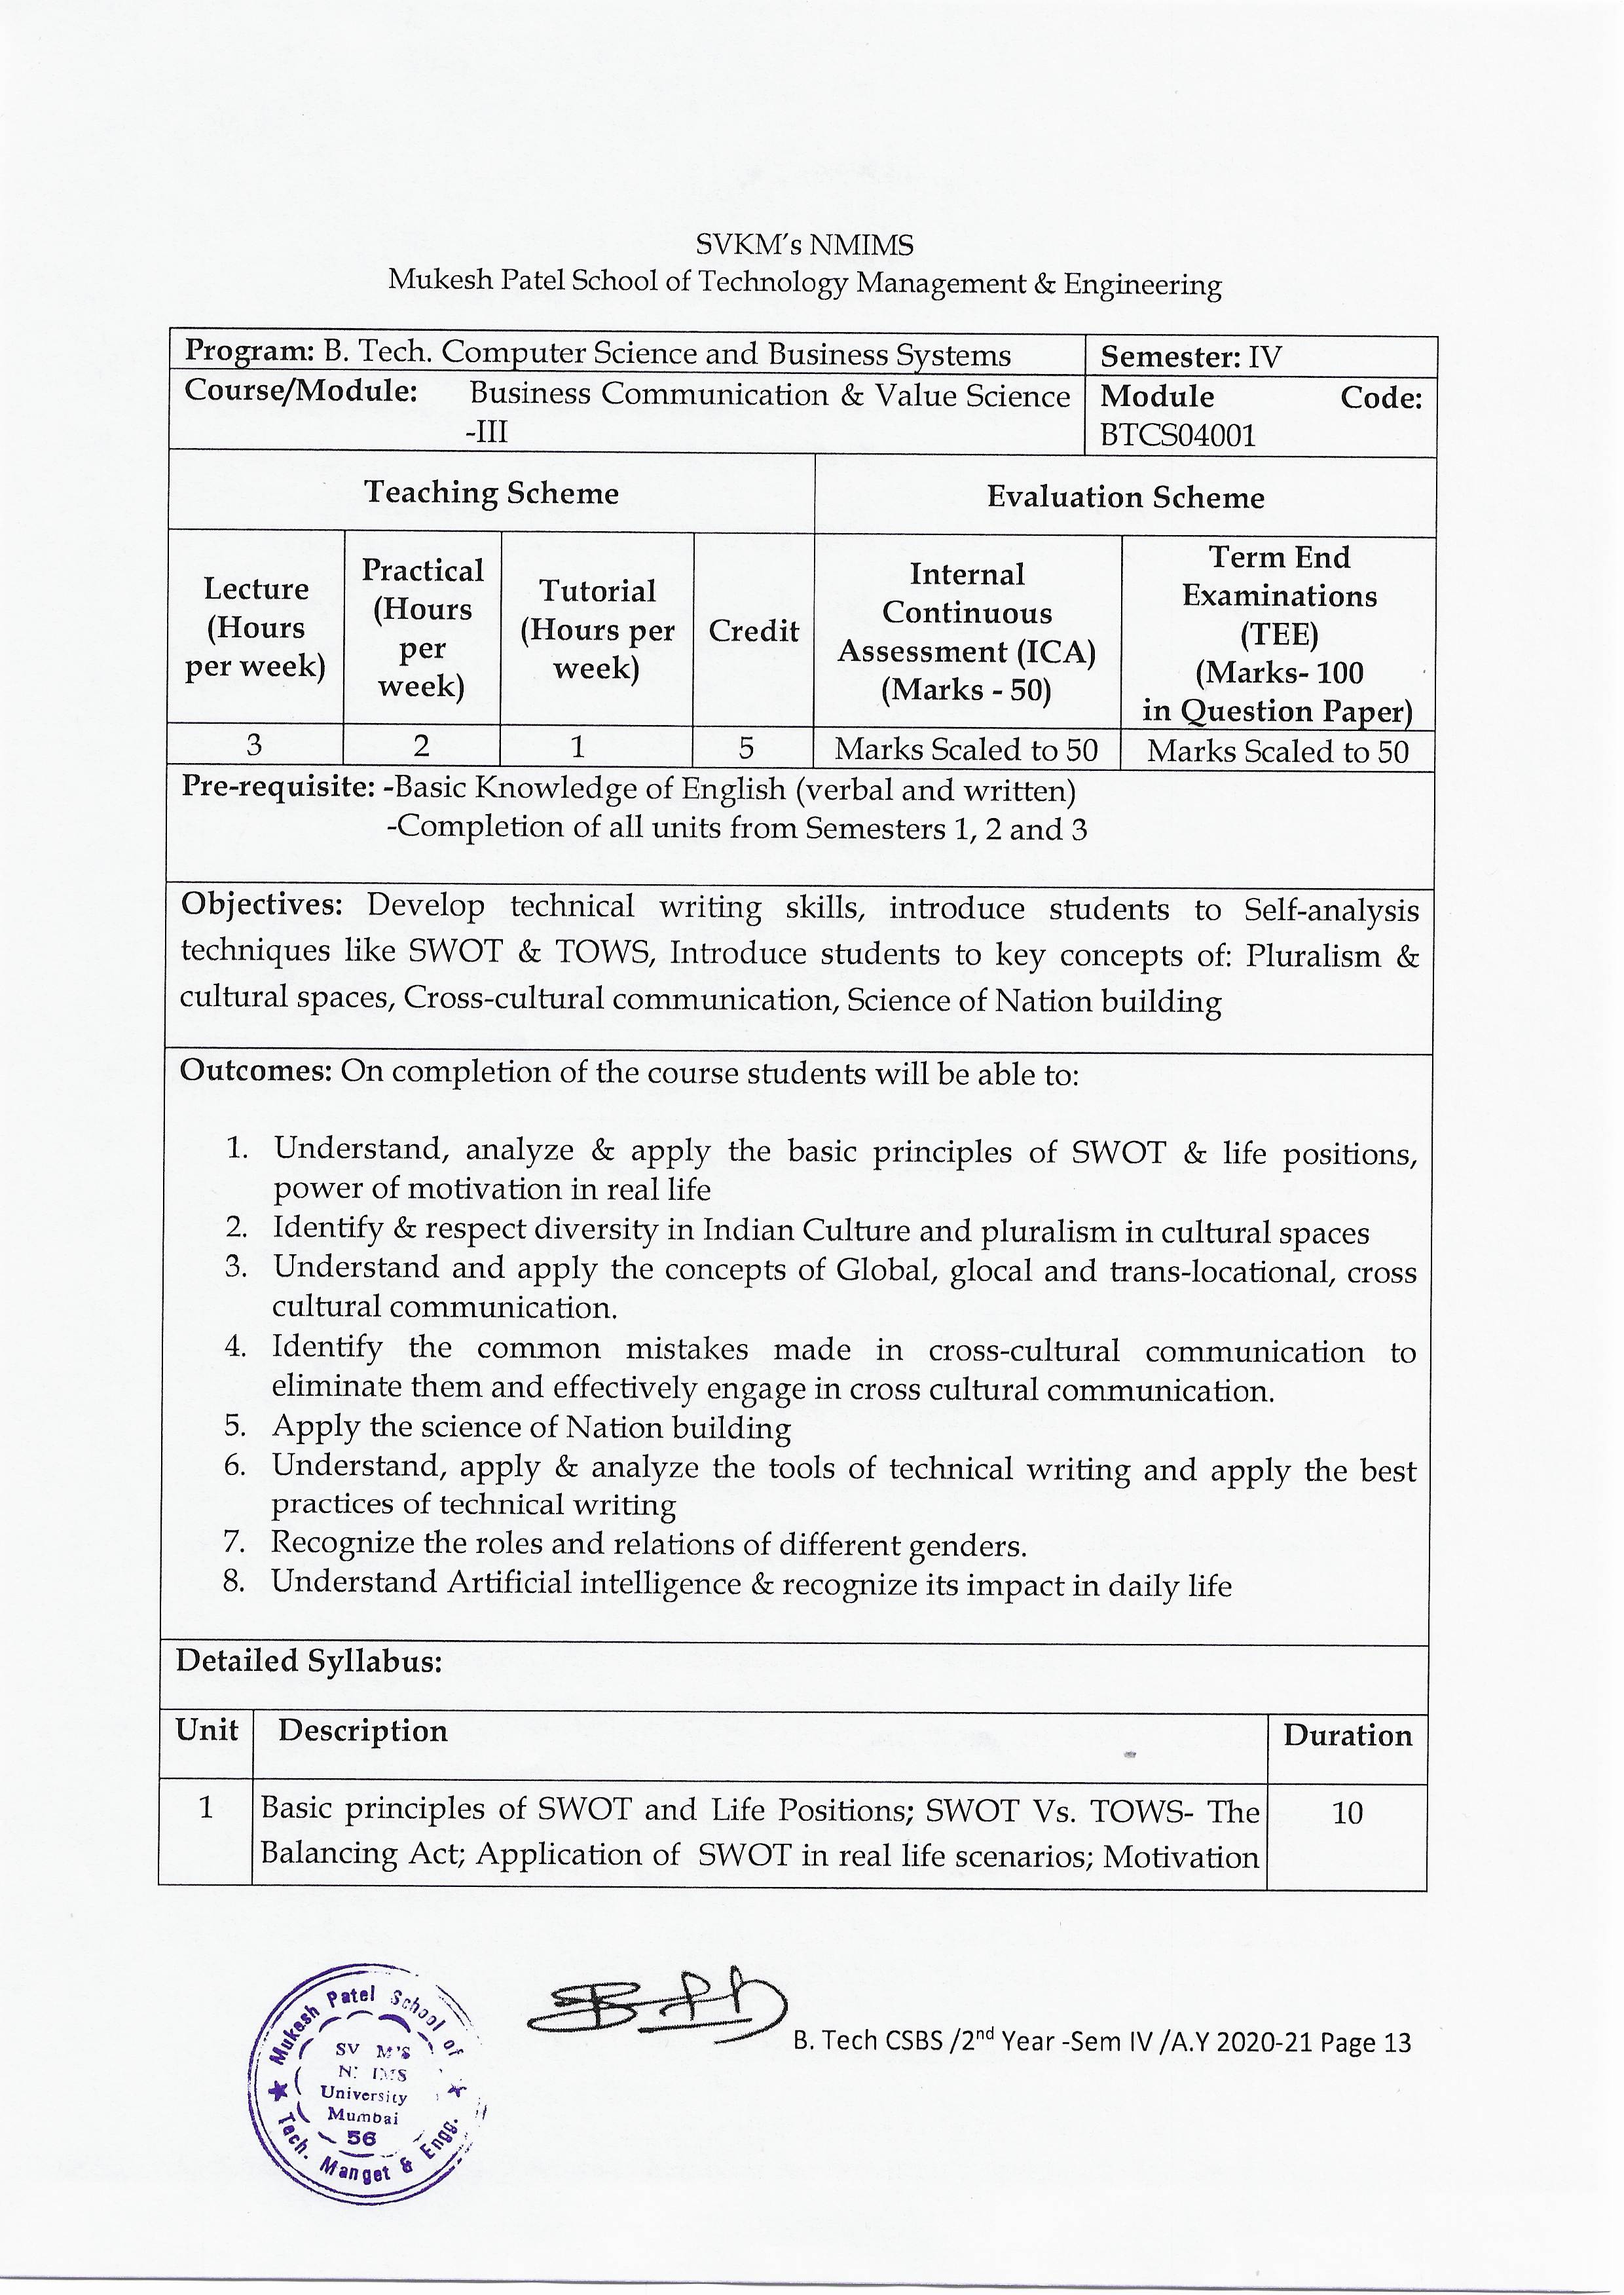 SVKM's NMIMS
Mukesh Patel School of Technology Management & Engineering
Program: B. Tech. Computer Science and Business Systems
Semester: IV
Course/Module: Business Communication & Value Science
-III
Module Code:
BTCS04001
Teaching Scheme
Evaluation Scheme
Lecture
(Hours
per week)
Practical
(Hours
per
week)
Tutorial
(Hours per
week)
Credit
Internal
Continuous
Assessment (ICA)
(Marks - 50)
Term End
Examinations
(TEE)
(Marks- 100
in Question Paper)
3
2
1
5
Marks Scaled to 50
Marks Scaled to 50
Pre-requisite: -Basic Knowledge of English (verbal and written)
-Completion of all units from Semesters 1, 2 and 3
Objectives: Develop technical writing skills, introduce students to Self-analysis
techniques like SWOT & TOWS, Introduce students to key concepts of: Pluralism &
cultural spaces, Cross-cultural communication, Science of Nation building
Outcomes: On completion of the course students will be able to:
1. Understand, analyze & apply the basic principles of SWOT & life positions,
power of motivation in real life
2. Identify & respect diversity in Indian Culture and pluralism in cultural spaces
3. Understand and apply the concepts of Global, glocal and trans-locational, cross
cultural communication.
4. Identify the common mistakes made in cross-cultural communication to
eliminate them and effectively engage in cross cultural communication.
5. Apply the science of Nation building
6. Understand, apply & analyze the tools of technical writing and apply the best
practices of technical writing
7. Recognize the roles and relations of different genders.
8. Understand Artificial intelligence & recognize its impact in daily life
Detailed Syllabus:
Unit
Description
Duration
1
Basic principles of SWOT and Life Positions; SWOT Vs. TOWS- The
Balancing Act; Application of SWOT in real life scenarios; Motivation
10
B. Tech CSBS /2nd Year -Sem IV /A.Y 2020-21 Page 13
Mukesh Patel School of
University
Mumbai
56
Tech. Manget & Engg.